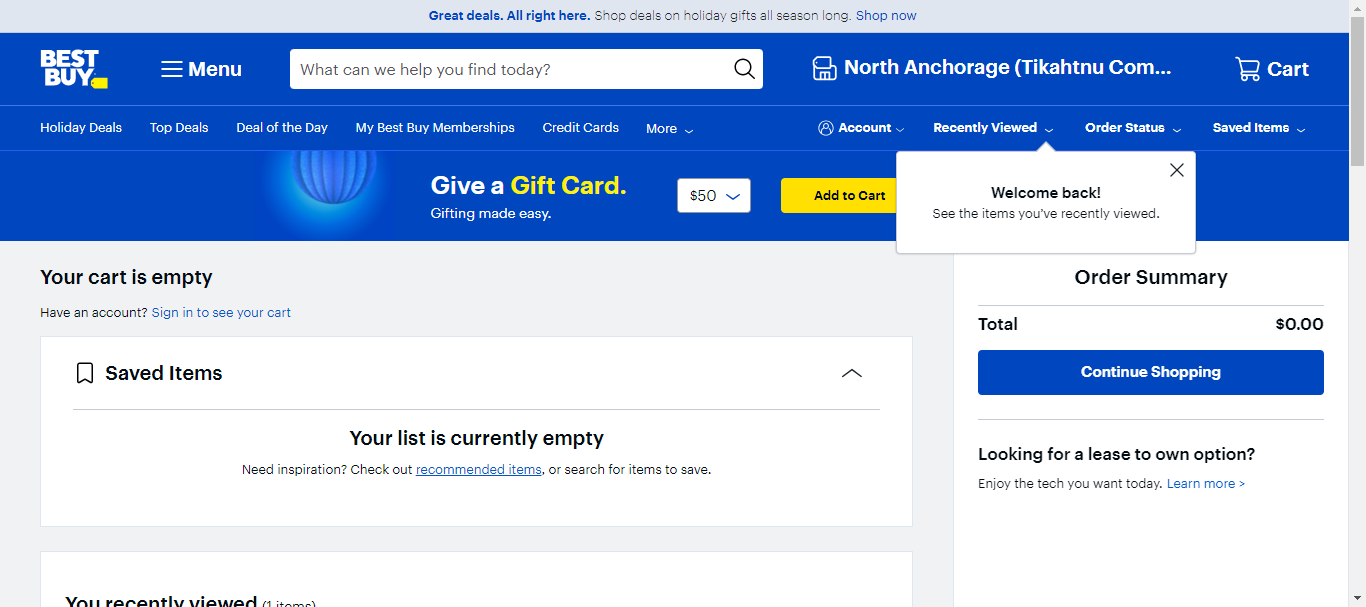 Great deals. All right here. Shop deals on holiday gifts all season long. Shop now
BEST
BUY
Menu
What can we help you find today?
North Anchorage (Tikahtnu Com...
Cart
Holiday Deals
Top Deals
Deal of the Day
My Best Buy Memberships
Credit Cards
More
Account
Recently Viewed
Order Status
Saved Items
Give a Gift Card.
Gifting made easy.
$50
Add to Cart
Welcome back!
See the items you've recently viewed.
Your cart is empty
Have an account? Sign in to see your cart
Saved Items
Your list is currently empty
Need inspiration? Check out recommended items, or search for items to save.
Order Summary
Total $0.00
Continue Shopping
Looking for a lease to own option?
Enjoy the tech you want today. Learn more >
You recently viewed (1 items)